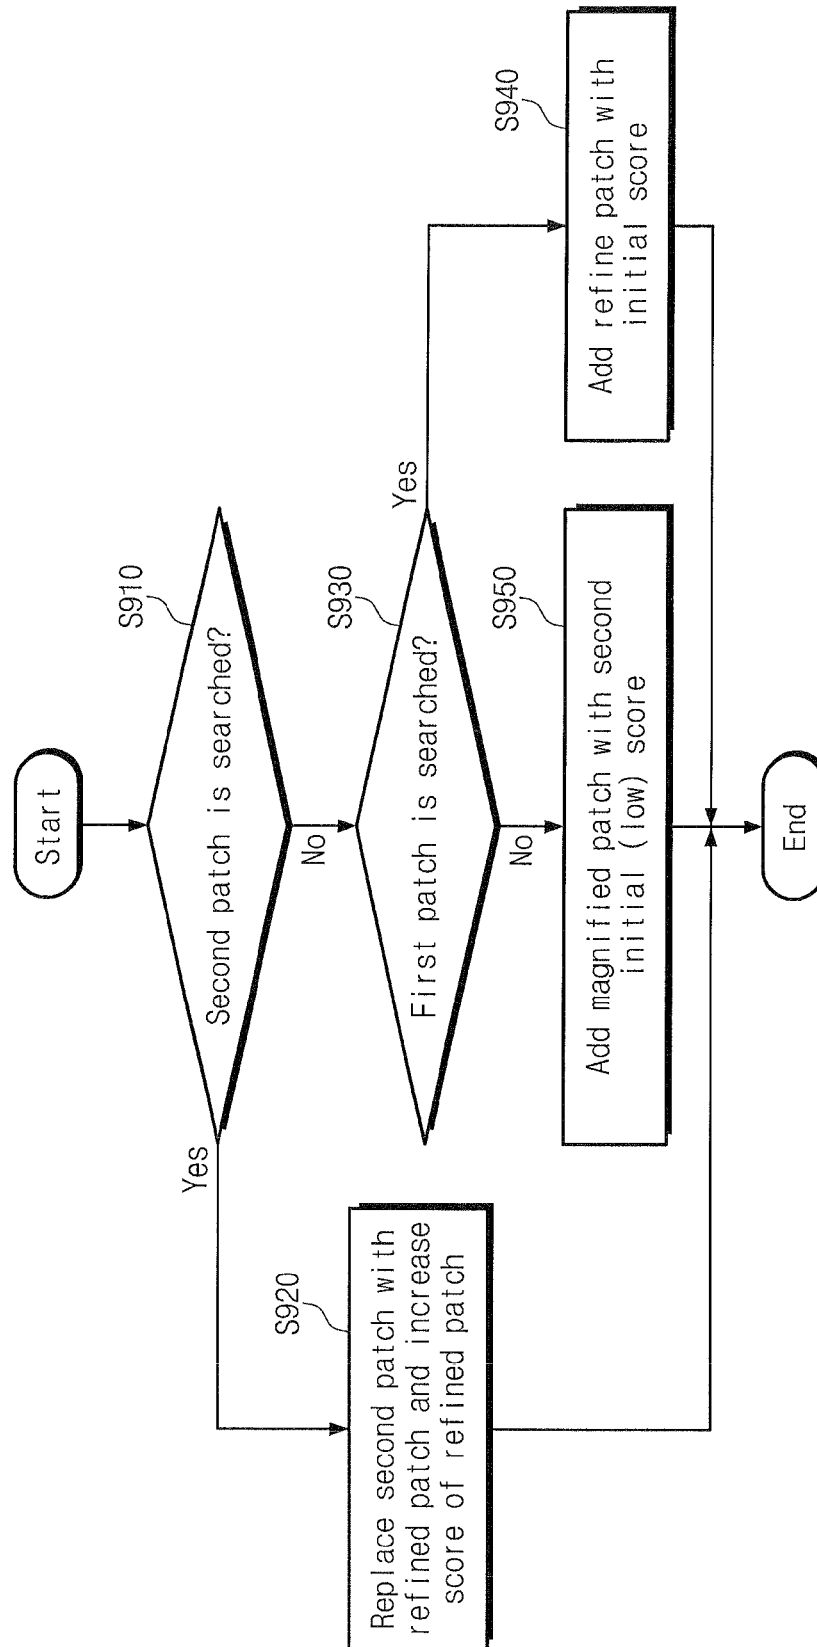 Start
S910
Second patch is searched?
Yes
No
S920
Replace second patch with
refined patch and increase
score of refined patch
S930
First patch is searched?
Yes
No
S940
Add refine patch with
initial score
S950
Add magnified patch with second
initial (low) score
End